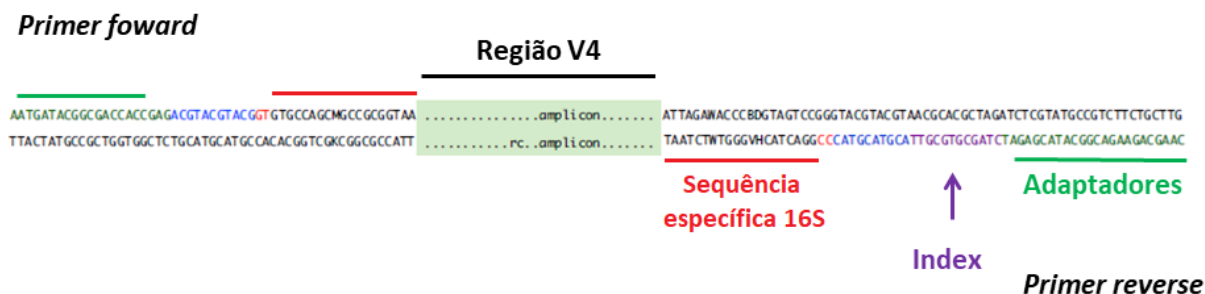 Primer foward
Região V4
AATGATACGGCGACCACCGAGACGTACGTACGGTGTGCCAGCMGCCGCGGTAA ...............amplicon....... ATTAGAWACCCBDGTAGTCCGGGTACGTACGTAACGCACGCTAGATCTCGTATGCCGTCTTCTGCTTG
TTACTATGCCGCTGGTGGCTCTGCATGCATGCCACACGGTCGKCGGCGCCATT ...........rc..amplicon....... TAATCTWTGGGVHCATCAGGCCCATGCATGCATTGCGTGCGATCTAGAGCATACGGCAGAAGACGAAC
Sequência
específica 16S
Adaptadores
Index
Primer reverse